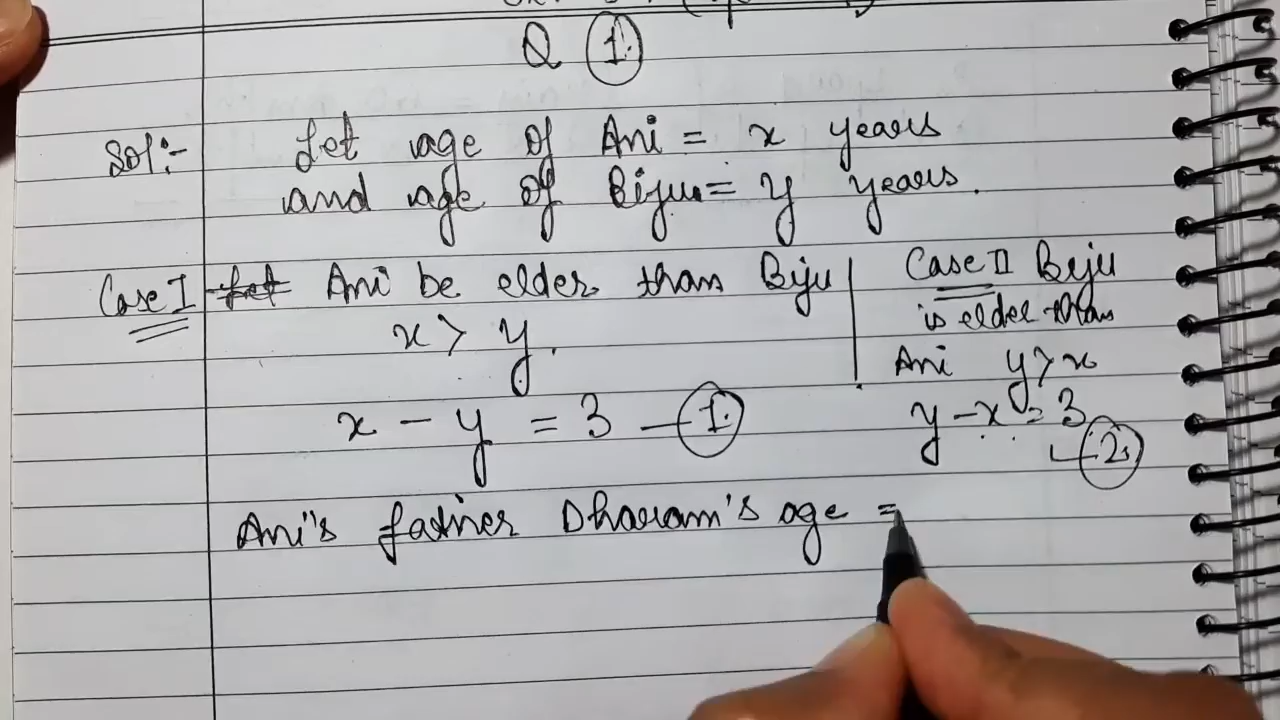 Q 1.
Sol:- Let age of Ani = x years
and age of Biju = y years.
Case I Let Ani be elder than Biju
x > y.
x - y = 3 — 1.
Case II Biju
is elder than
Ani y > x
y - x = 3
— 2.
Ani's father Dharam's age =